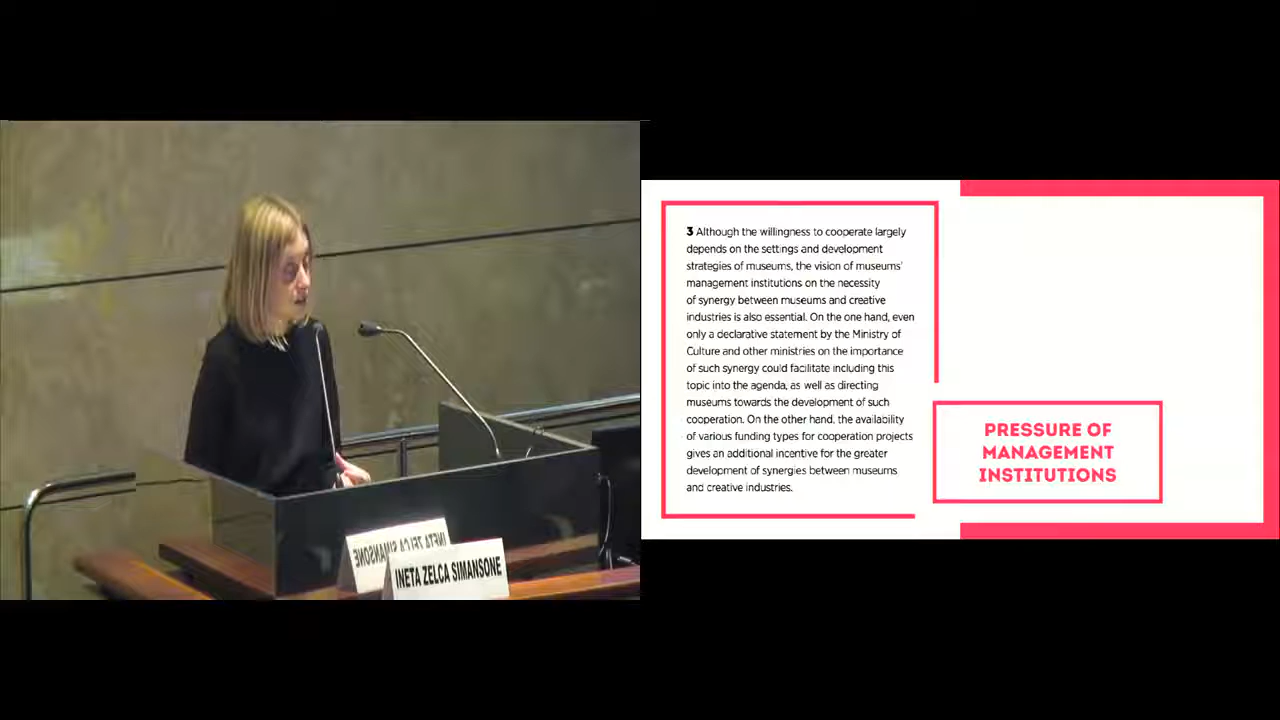 3 Although the willingness to cooperate largely
depends on the settings and development
strategies of museums, the vision of museums'
management institutions on the necessity
of synergy between museums and creative
industries is also essential. On the one hand, even
only a declarative statement by the Ministry of
Culture and other ministries on the importance
of such synergy could facilitate including this
topic into the agenda, as well as directing
museums towards the development of such
cooperation. On the other hand, the availability
of various funding types for cooperation projects
gives an additional incentive for the greater
development of synergies between museums
and creative industries.
PRESSURE OF
MANAGEMENT
INSTITUTIONS
INETA ZELCA SIMANSONE
INETA ZELCA SIMANSONE